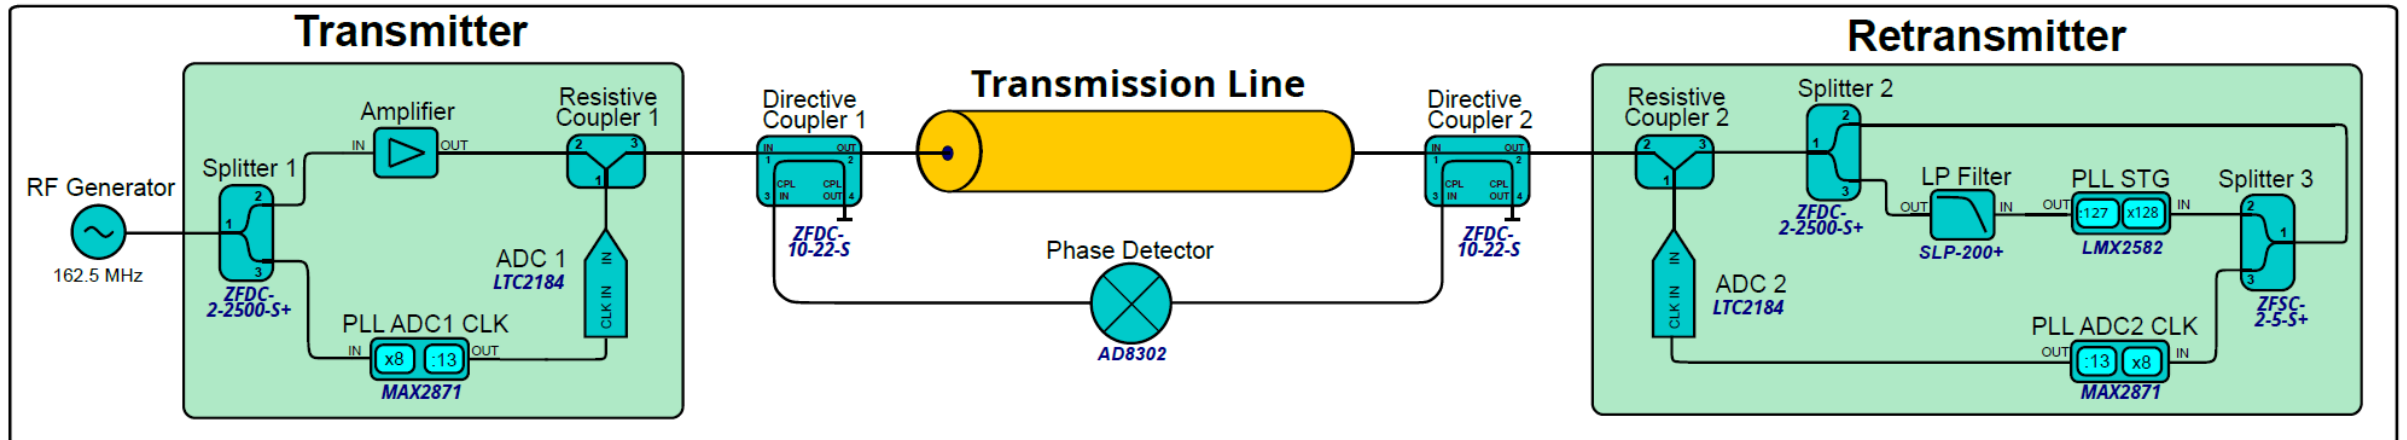 Transmitter
Retransmitter
Transmission Line
RF Generator
162.5 MHz
Splitter 1
1
2
3
ZFDC-
2-2500-S+
Amplifier
IN
OUT
Resistive
Coupler 1
2
3
1
ADC 1
LTC2184
IN
CLK IN
PLL ADC1 CLK
IN
x8
:13
OUT
MAX2871
Directive
Coupler 1
IN
OUT
1
2
CPL
IN
CPL
OUT
3
4
ZFDC-
10-22-S
Phase Detector
AD8302
Directive
Coupler 2
IN
OUT
1
2
CPL
IN
CPL
OUT
3
4
ZFDC-
10-22-S
Resistive
Coupler 2
2
3
1
ADC 2
LTC2184
IN
CLK IN
Splitter 2
2
1
3
ZFDC-
2-2500-S+
LP Filter
OUT
IN
SLP-200+
PLL STG
OUT
:127
x128
IN
LMX2582
Splitter 3
2
1
3
ZFSC-
2-5-S+
PLL ADC2 CLK
OUT
:13
x8
IN
MAX2871